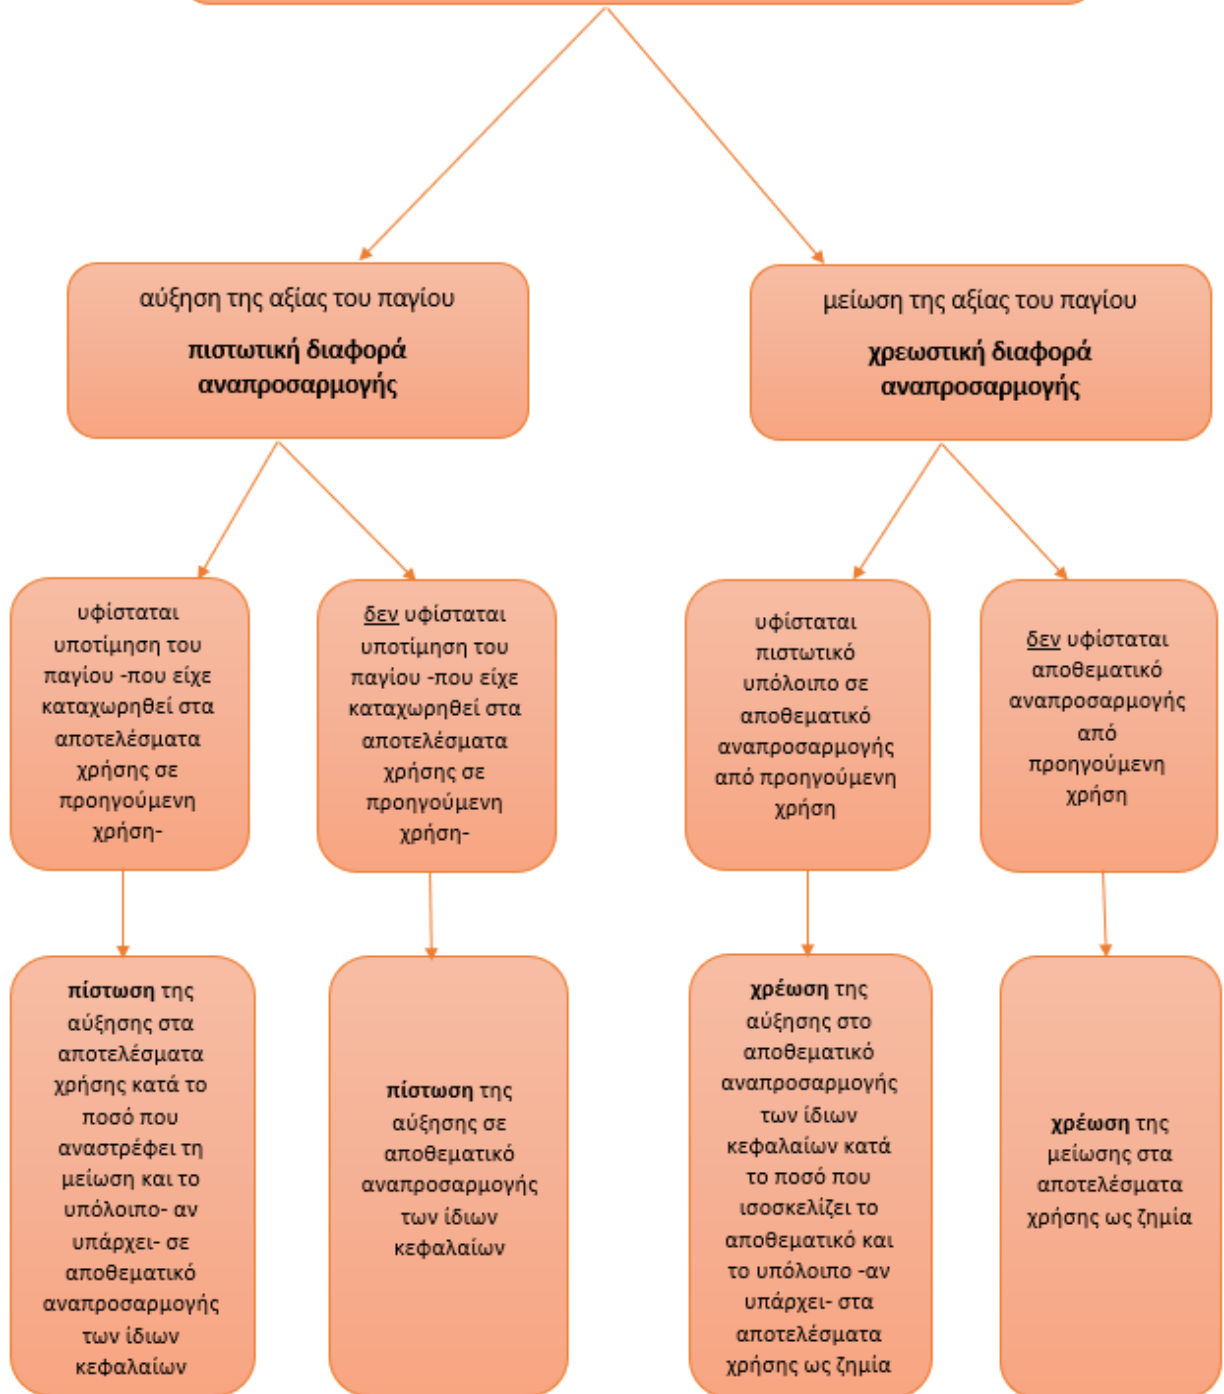 αύξηση της αξίας του παγίου
πιστωτική διαφορά
αναπροσαρμογής
μείωση της αξίας του παγίου
χρεωστική διαφορά
αναπροσαρμογής
υφίσταται
υποτίμηση του
παγίου -που είχε
καταχωρηθεί στα
αποτελέσματα
χρήσης σε
προηγούμενη
χρήση-
δεν υφίσταται
υποτίμηση του
παγίου -που είχε
καταχωρηθεί στα
αποτελέσματα
χρήσης σε
προηγούμενη
χρήση-
υφίσταται
πιστωτικό
υπόλοιπο σε
αποθεματικό
αναπροσαρμογής
από προηγούμενη
χρήση
δεν υφίσταται
αποθεματικό
αναπροσαρμογής
από
προηγούμενη
χρήση
πίστωση της
αύξησης στα
αποτελέσματα
χρήσης κατά το
ποσό που
αναστρέφει τη
μείωση και το
υπόλοιπο- αν
υπάρχει- σε
αποθεματικό
αναπροσαρμογής
των ίδιων
κεφαλαίων
πίστωση της
αύξησης σε
αποθεματικό
αναπροσαρμογής
των ίδιων
κεφαλαίων
χρέωση της
αύξησης στο
αποθεματικό
αναπροσαρμογής
των ίδιων
κεφαλαίων κατά
το ποσό που
ισοσκελίζει το
αποθεματικό και
το υπόλοιπο -αν
υπάρχει- στα
αποτελέσματα
χρήσης ως ζημία
χρέωση της
μείωσης στα
αποτελέσματα
χρήσης ως ζημία